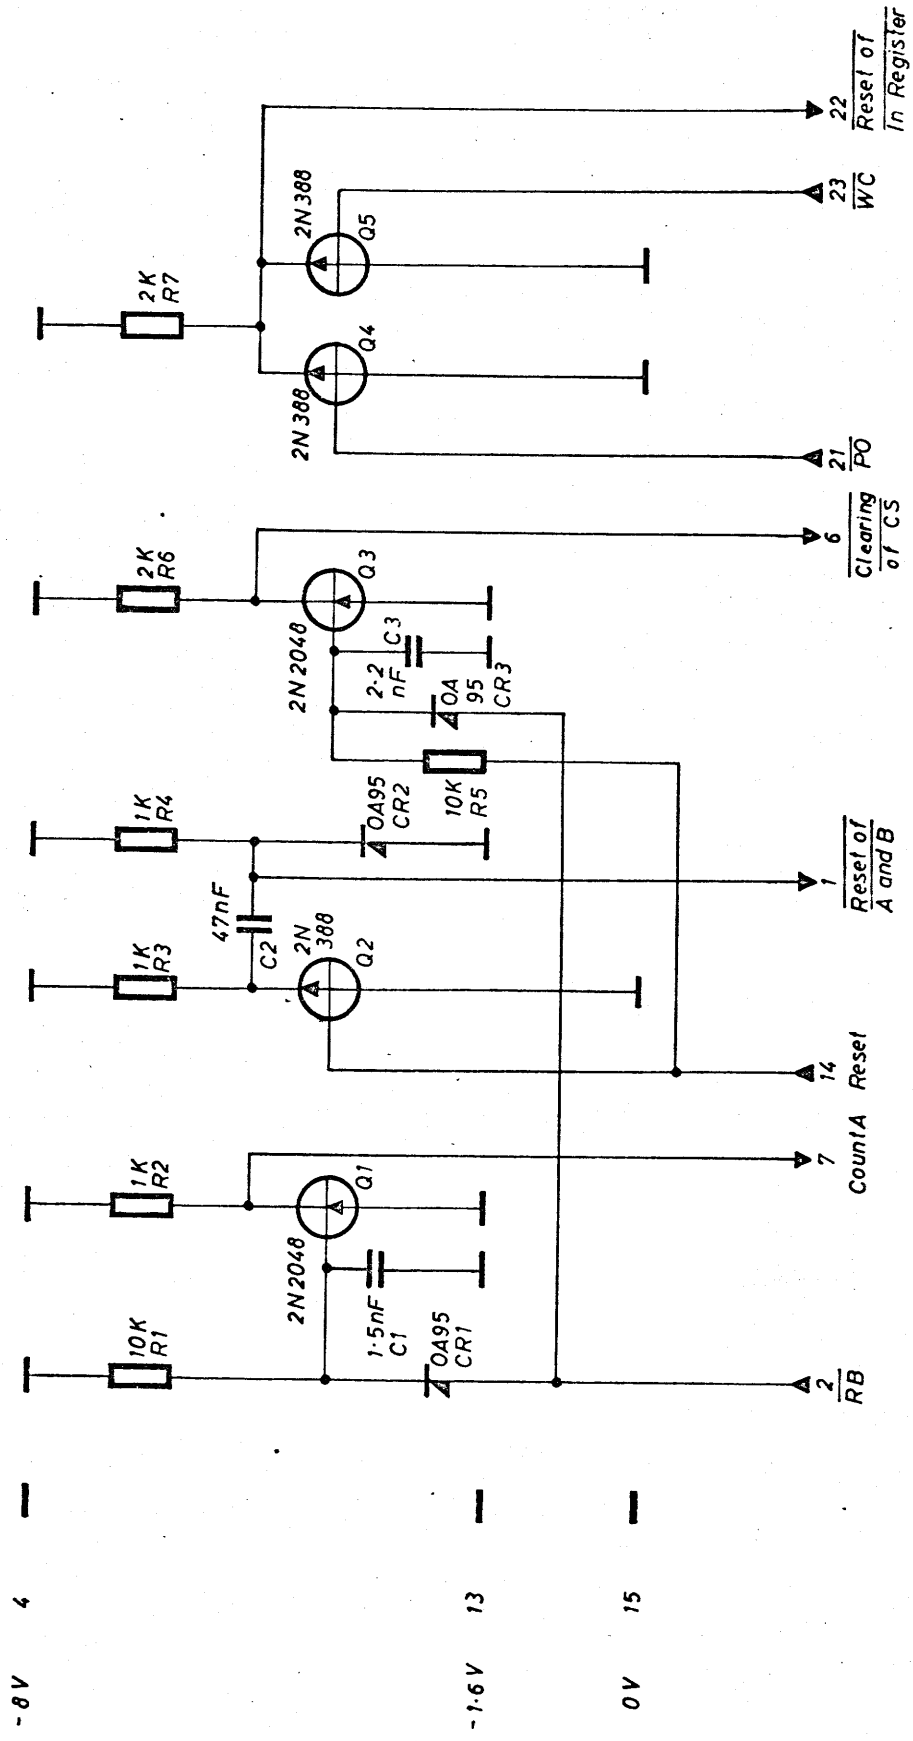 -8V 4
-1.6V 13
0V 15
10K
R1
1.5nF
C1
OA95
CR1
2
RB
2N2048
Q1
1K
R2
7
Count A
14 Reset
1K
R3
47nF
C2
2N
388
Q2
1K
R4
OA95
CR2
1
Reset of
A and B
10K
R5
OA
95
CR3
2.2
nF
C3
2N2048
Q3
2K
R6
6
Clearing
of CS
21
PO
2N388
Q4
2K
R7
2N388
Q5
23
WC
22
Reset of
In Register